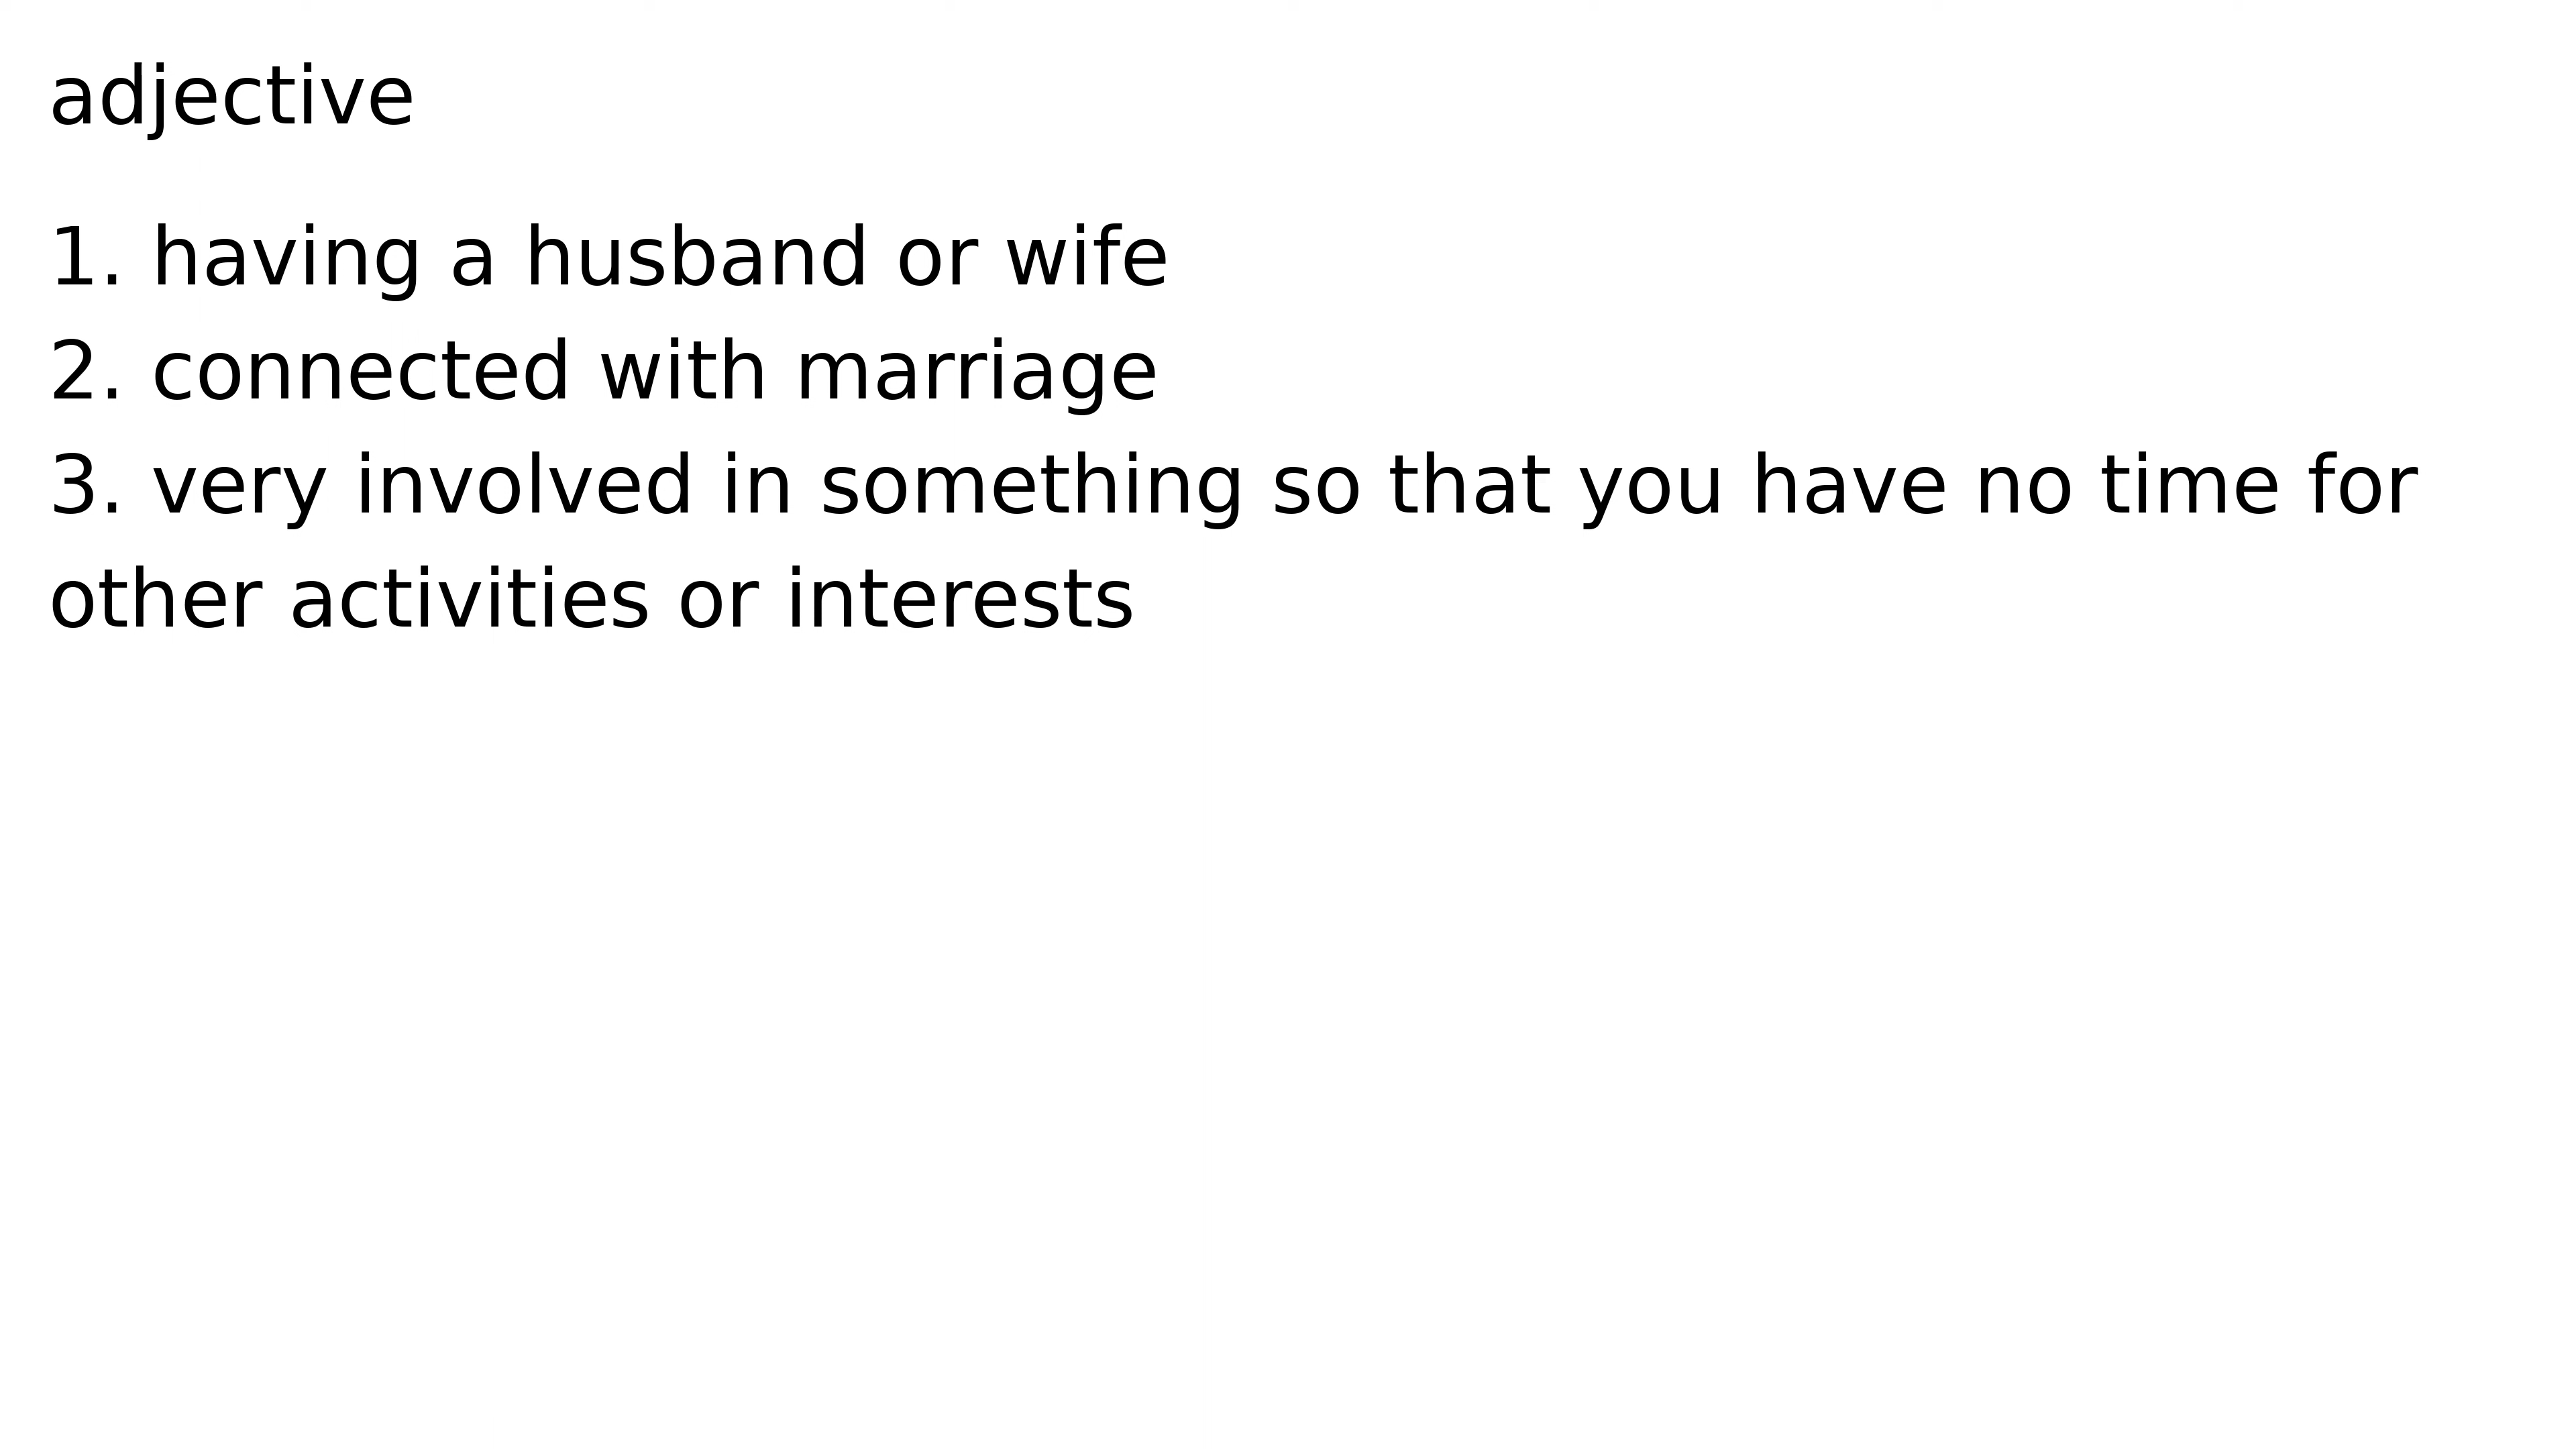 adjective
1. having a husband or wife
2. connected with marriage
3. very involved in something so that you have no time for
other activities or interests